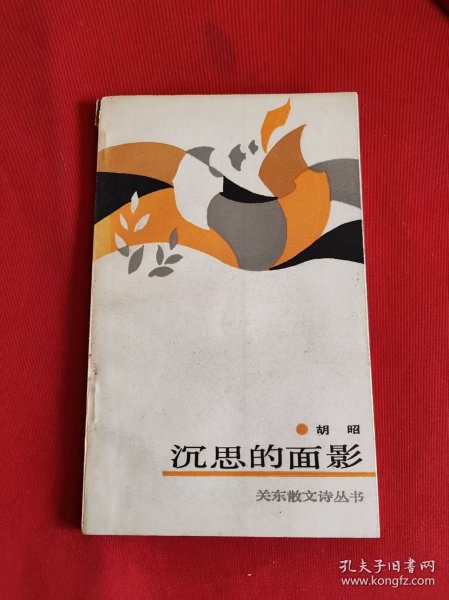 胡 昭
沉思的面影
关东散文诗丛书
孔夫子旧书网
www.kongfz.com